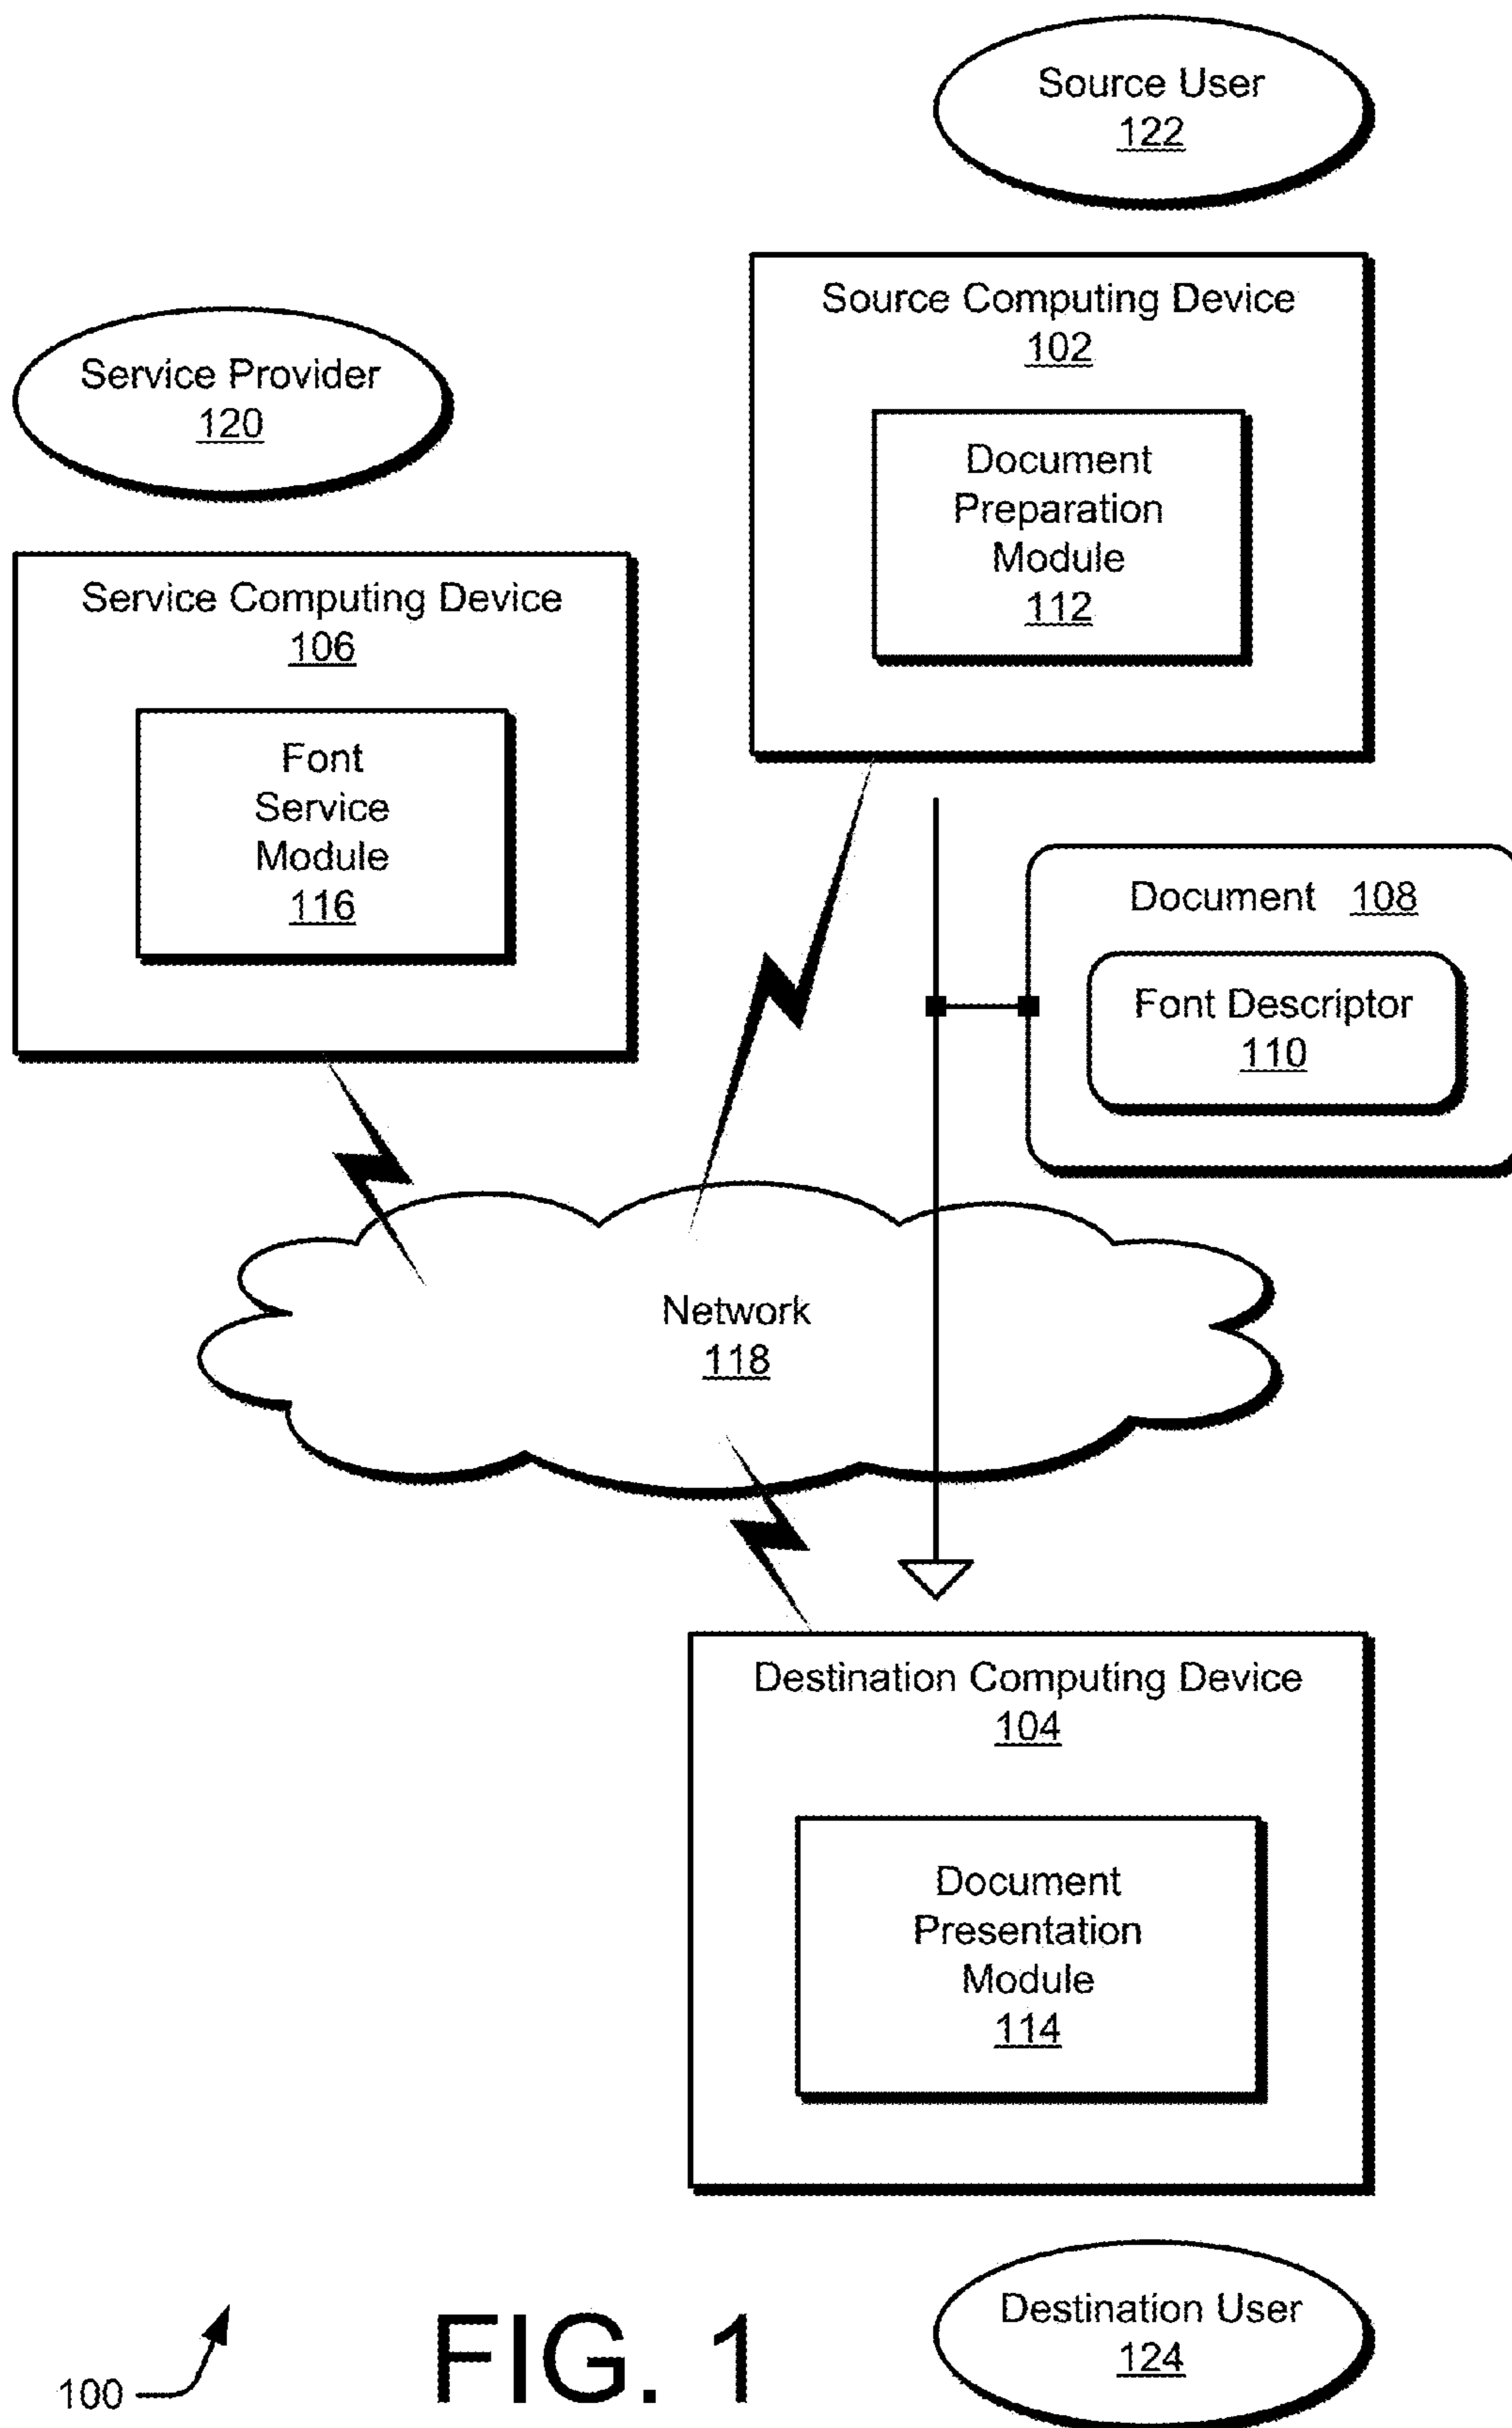 Source User
122
Source Computing Device
102
Document
Preparation
Module
112
Service Provider
120
Service Computing Device
106
Font
Service
Module
116
Document 108
Font Descriptor
110
Network
118
Destination Computing Device
104
Document
Presentation
Module
114
Destination User
124
100
FIG. 1